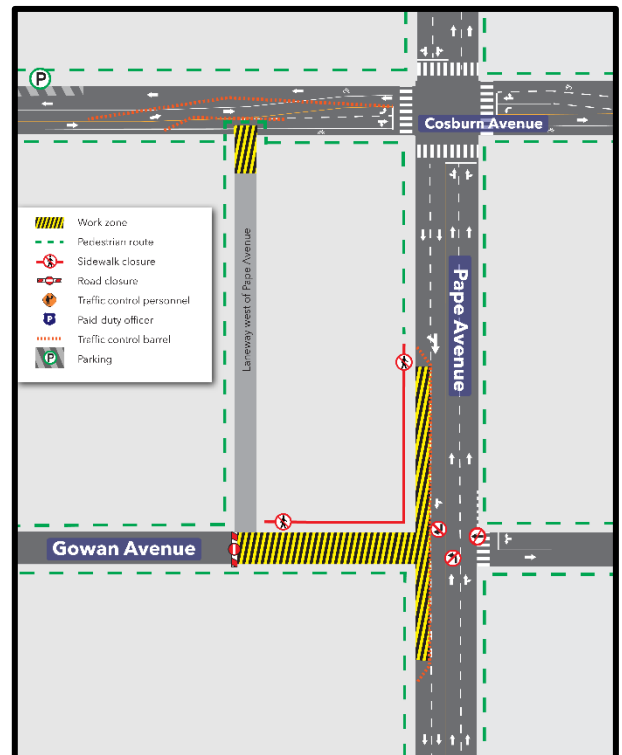 P
Cosburn Avenue
Work zone
Pedestrian route
Sidewalk closure
Road closure
Traffic control personnel
P
Paid duty officer
Traffic control barrel
P
Parking
Laneway west of Pape Avenue
Pape Avenue
Gowan Avenue